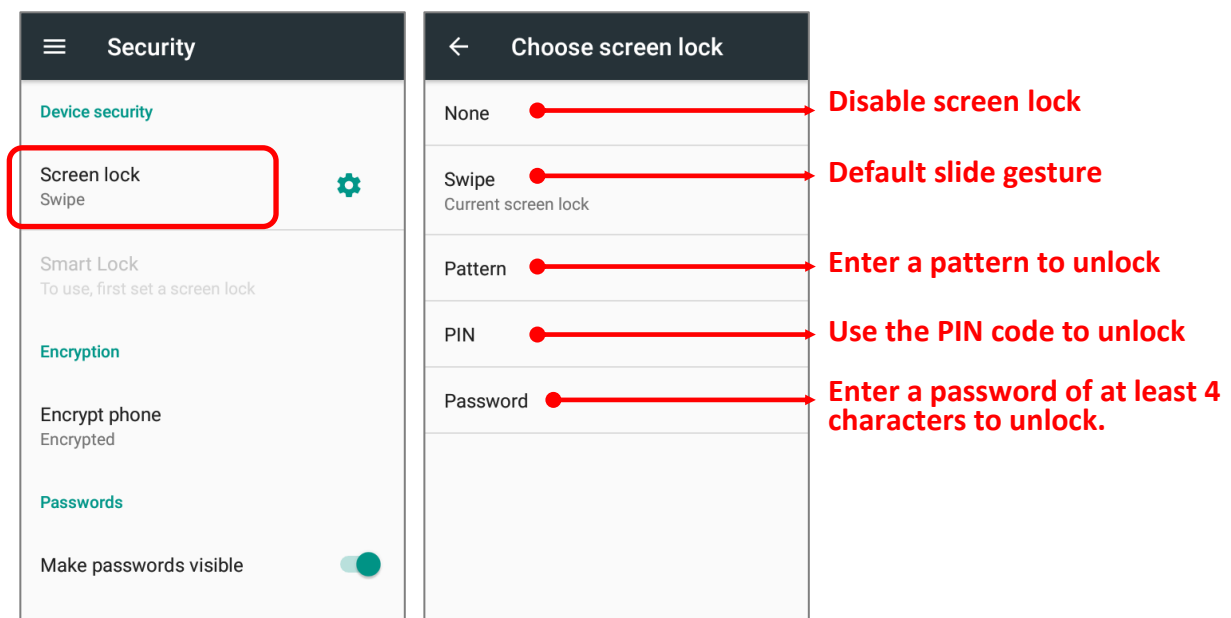 Security
Device security
Screen lock
Swipe
Smart Lock
To use, first set a screen lock
Encryption
Encrypt phone
Encrypted
Passwords
Make passwords visible
Choose screen lock
None
Disable screen lock
Swipe
Current screen lock
Default slide gesture
Pattern
Enter a pattern to unlock
PIN
Use the PIN code to unlock
Password
Enter a password of at least 4
characters to unlock.